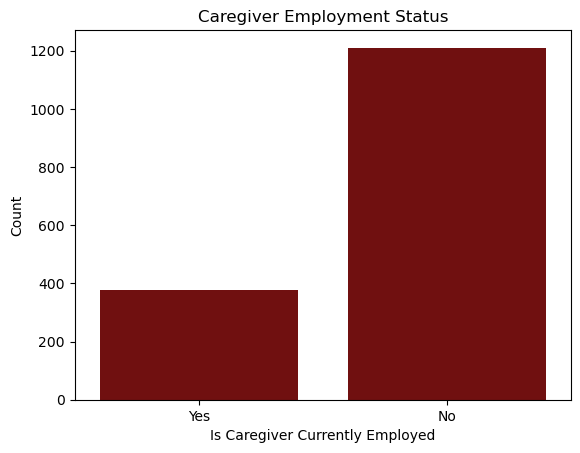 Caregiver Employment Status
1200
1000
800
600
400
200
0
Count
Yes No
Is Caregiver Currently Employed